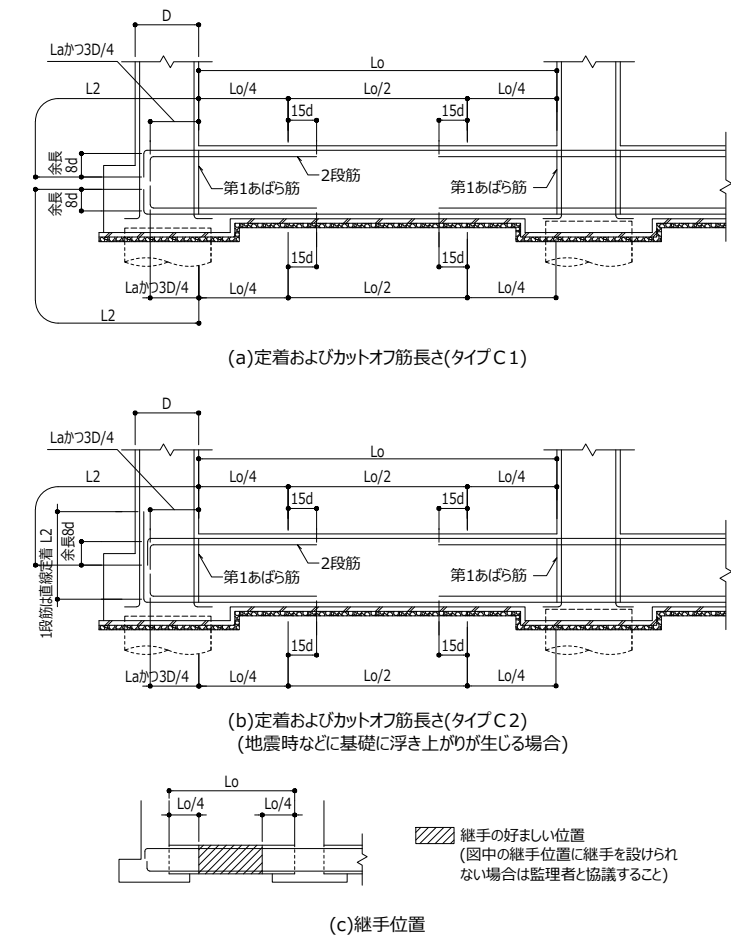 D
Laかつ3D/4
Lo
L2
Lo/4
Lo/2
Lo/4
15d
15d
余長
8d
余長
8d
第1あばら筋
2段筋
第1あばら筋
15d
15d
Laかつ3D/4
Lo/4
Lo/2
Lo/4
L2
(a)定着およびカットオフ筋長さ(タイプC1)
D
Laかつ3D/4
Lo
L2
Lo/4
Lo/2
Lo/4
15d
15d
1段筋は直線定着 L2
余長8d
第1あばら筋
2段筋
第1あばら筋
15d
15d
Laかつ3D/4
Lo/4
Lo/2
Lo/4
(b)定着およびカットオフ筋長さ(タイプC2)
(地震時などに基礎に浮き上がりが生じる場合)
Lo
Lo/4
Lo/4
継手の好ましい位置
(図中の継手位置に継手を設けられ
ない場合は監理者と協議すること)
(c)継手位置